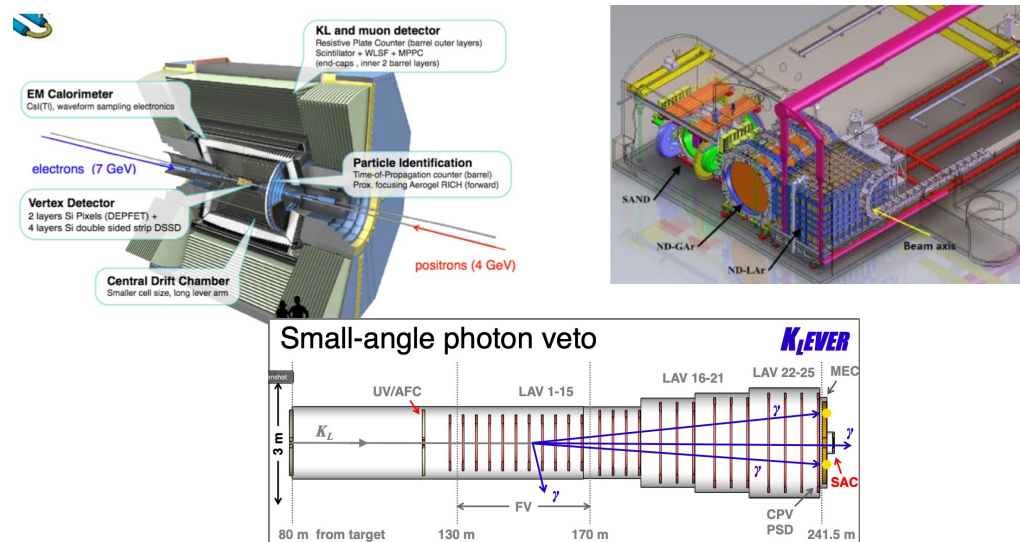 KL and muon detector
Resistive Plate Counter (barrel outer layers)
Scintillator + WLSF + MPPC
(end-caps , inner 2 barrel layers)
EM Calorimeter
CsI(Tl), waveform sampling electronics
electrons (7 GeV)
Particle Identification
Time-of-Propagation counter (barrel)
Prox. focusing Aerogel RICH (forward)
Vertex Detector
2 layers Si Pixels (DEPFET) +
4 layers Si double sided strip DSSD
positrons (4 GeV)
Central Drift Chamber
Smaller cell size, long lever arm
SAND
ND-GAr
ND-LAr
Beam axis
Small-angle photon veto
KLEVER
enshot
UV/AFC
LAV 1-15
LAV 16-21
LAV 22-25
MEC
3 m
KL
γ
γ
γ
γ
SAC
FV
CPV
PSD
80 m from target
130 m
170 m
241.5 m